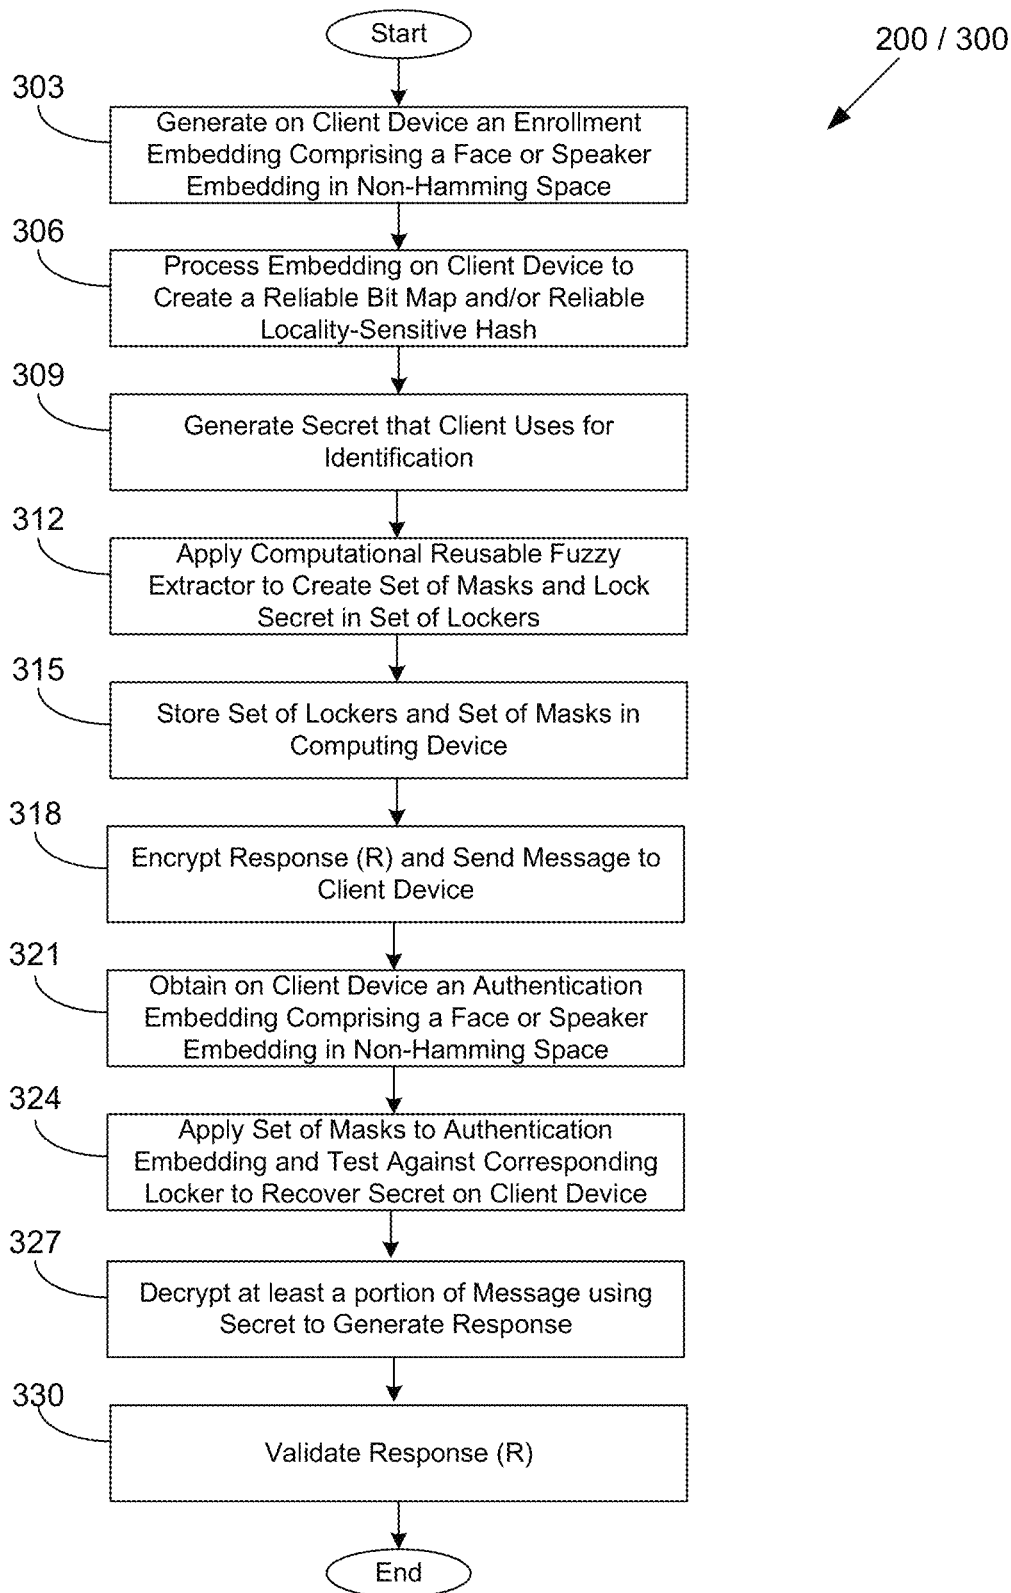 Start
200 / 300
303
Generate on Client Device an Enrollment
Embedding Comprising a Face or Speaker
Embedding in Non-Hamming Space
306
Process Embedding on Client Device to
Create a Reliable Bit Map and/or Reliable
Locality-Sensitive Hash
309
Generate Secret that Client Uses for
Identification
312
Apply Computational Reusable Fuzzy
Extractor to Create Set of Masks and Lock
Secret in Set of Lockers
315
Store Set of Lockers and Set of Masks in
Computing Device
318
Encrypt Response (R) and Send Message to
Client Device
321
Obtain on Client Device an Authentication
Embedding Comprising a Face or Speaker
Embedding in Non-Hamming Space
324
Apply Set of Masks to Authentication
Embedding and Test Against Corresponding
Locker to Recover Secret on Client Device
327
Decrypt at least a portion of Message using
Secret to Generate Response
330
Validate Response (R)
End